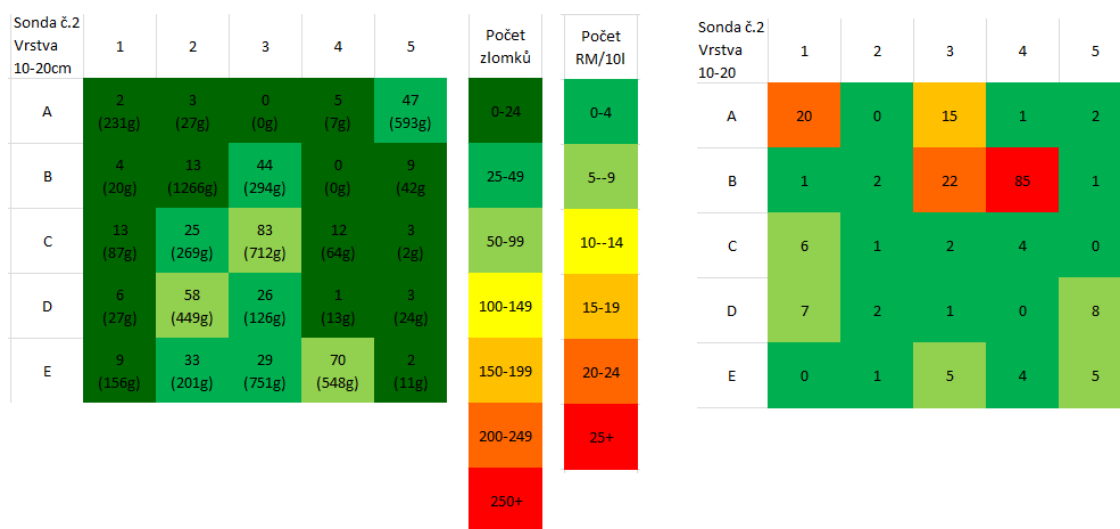 Sonda č.2
Vrstva
10-20cm
1 2 3 4 5
A
2 3 0 5 47
(231g) (27g) (0g) (7g) (593g)
B
4 13 44 0 9
(20g) (1266g) (294g) (0g) (42g
C
13 25 83 12 3
(87g) (269g) (712g) (64g) (2g)
D
6 58 26 1 3
(27g) (449g) (126g) (13g) (24g)
E
9 33 29 70 2
(156g) (201g) (751g) (548g) (11g)
Počet
zlomků
0-24
25-49
50-99
100-149
150-199
200-249
250+
Počet
RM/10l
0-4
5--9
10--14
15-19
20-24
25+
Sonda č.2
Vrstva
10-20
1 2 3 4 5
A 20 0 15 1 2
B 1 2 22 85 1
C 6 1 2 4 0
D 7 2 1 0 8
E 0 1 5 4 5